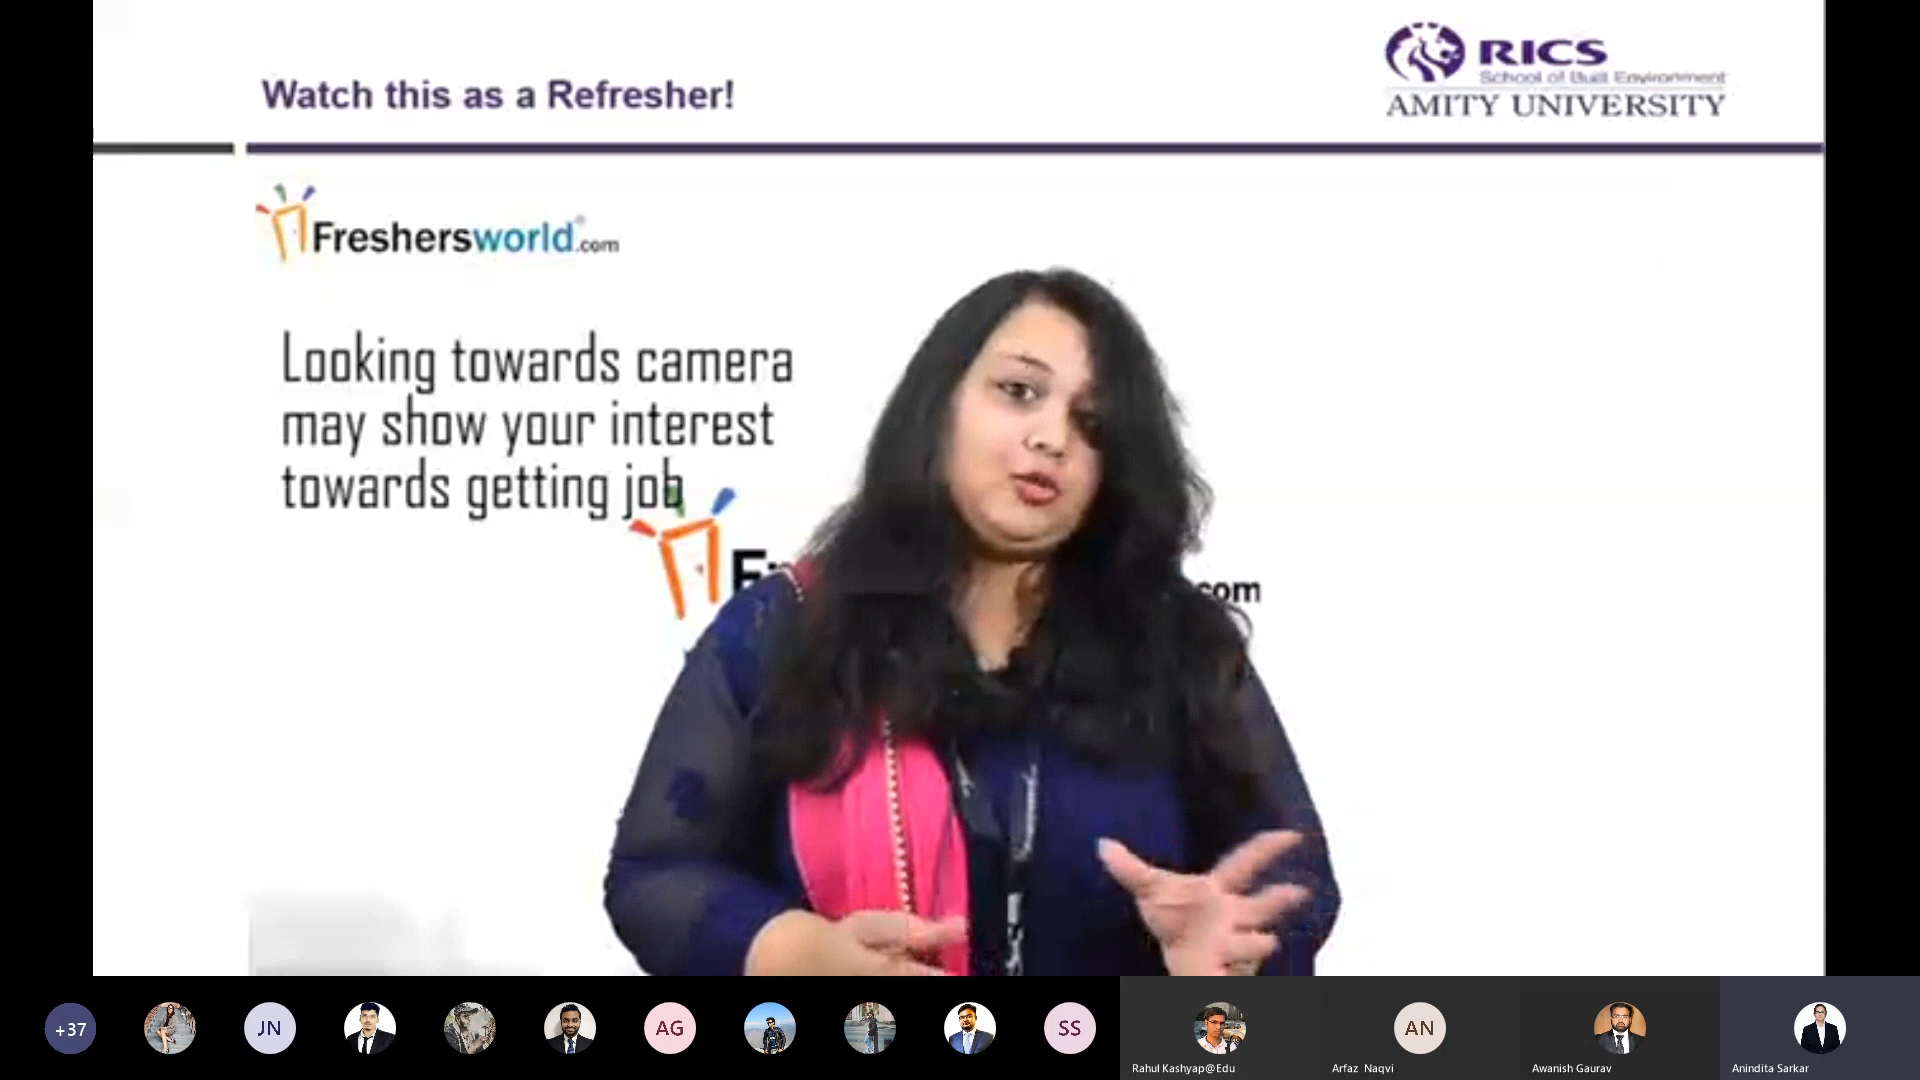 Watch this as a Refresher!
RICS
School of Built Environment
AMITY UNIVERSITY
Freshersworld.com
Looking towards camera
may show your interest
towards getting job
.com
+37
JN
AG
SS
AN
Rahul Kashyap@Edu
Arfaz Naqvi
Awanish Gaurav
Anindita Sarkar